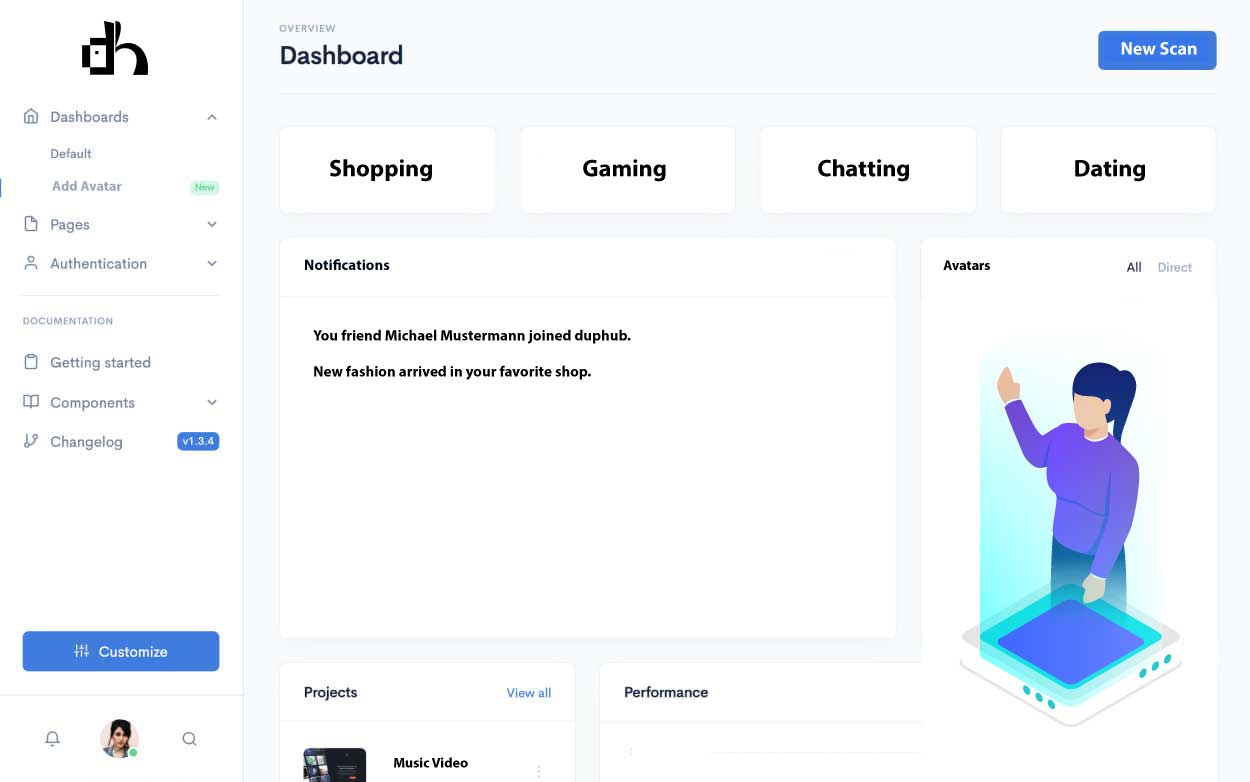 OVERVIEW
Dashboard
New Scan
Dashboards
Default
Add Avatar New
Pages
Authentication
DOCUMENTATION
Getting started
Components
Changelog v1.3.4
Customize
Shopping
Gaming
Chatting
Dating
Notifications
You friend Michael Mustermann joined duphub.
New fashion arrived in your favorite shop.
Avatars
All Direct
Projects View all
Music Video
Performance